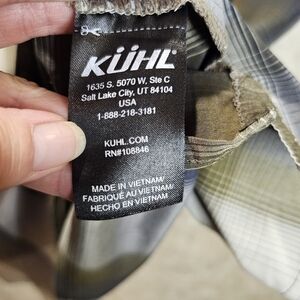 KÜHL
1635 S. 5070 W, Ste C
Salt Lake City, UT 84104
USA
1-888-218-3181
KUHL.COM
RN#108846
MADE IN VIETNAM/
FABRIQUÉ AU VIETNAM/
HECHO EN VIETNAM